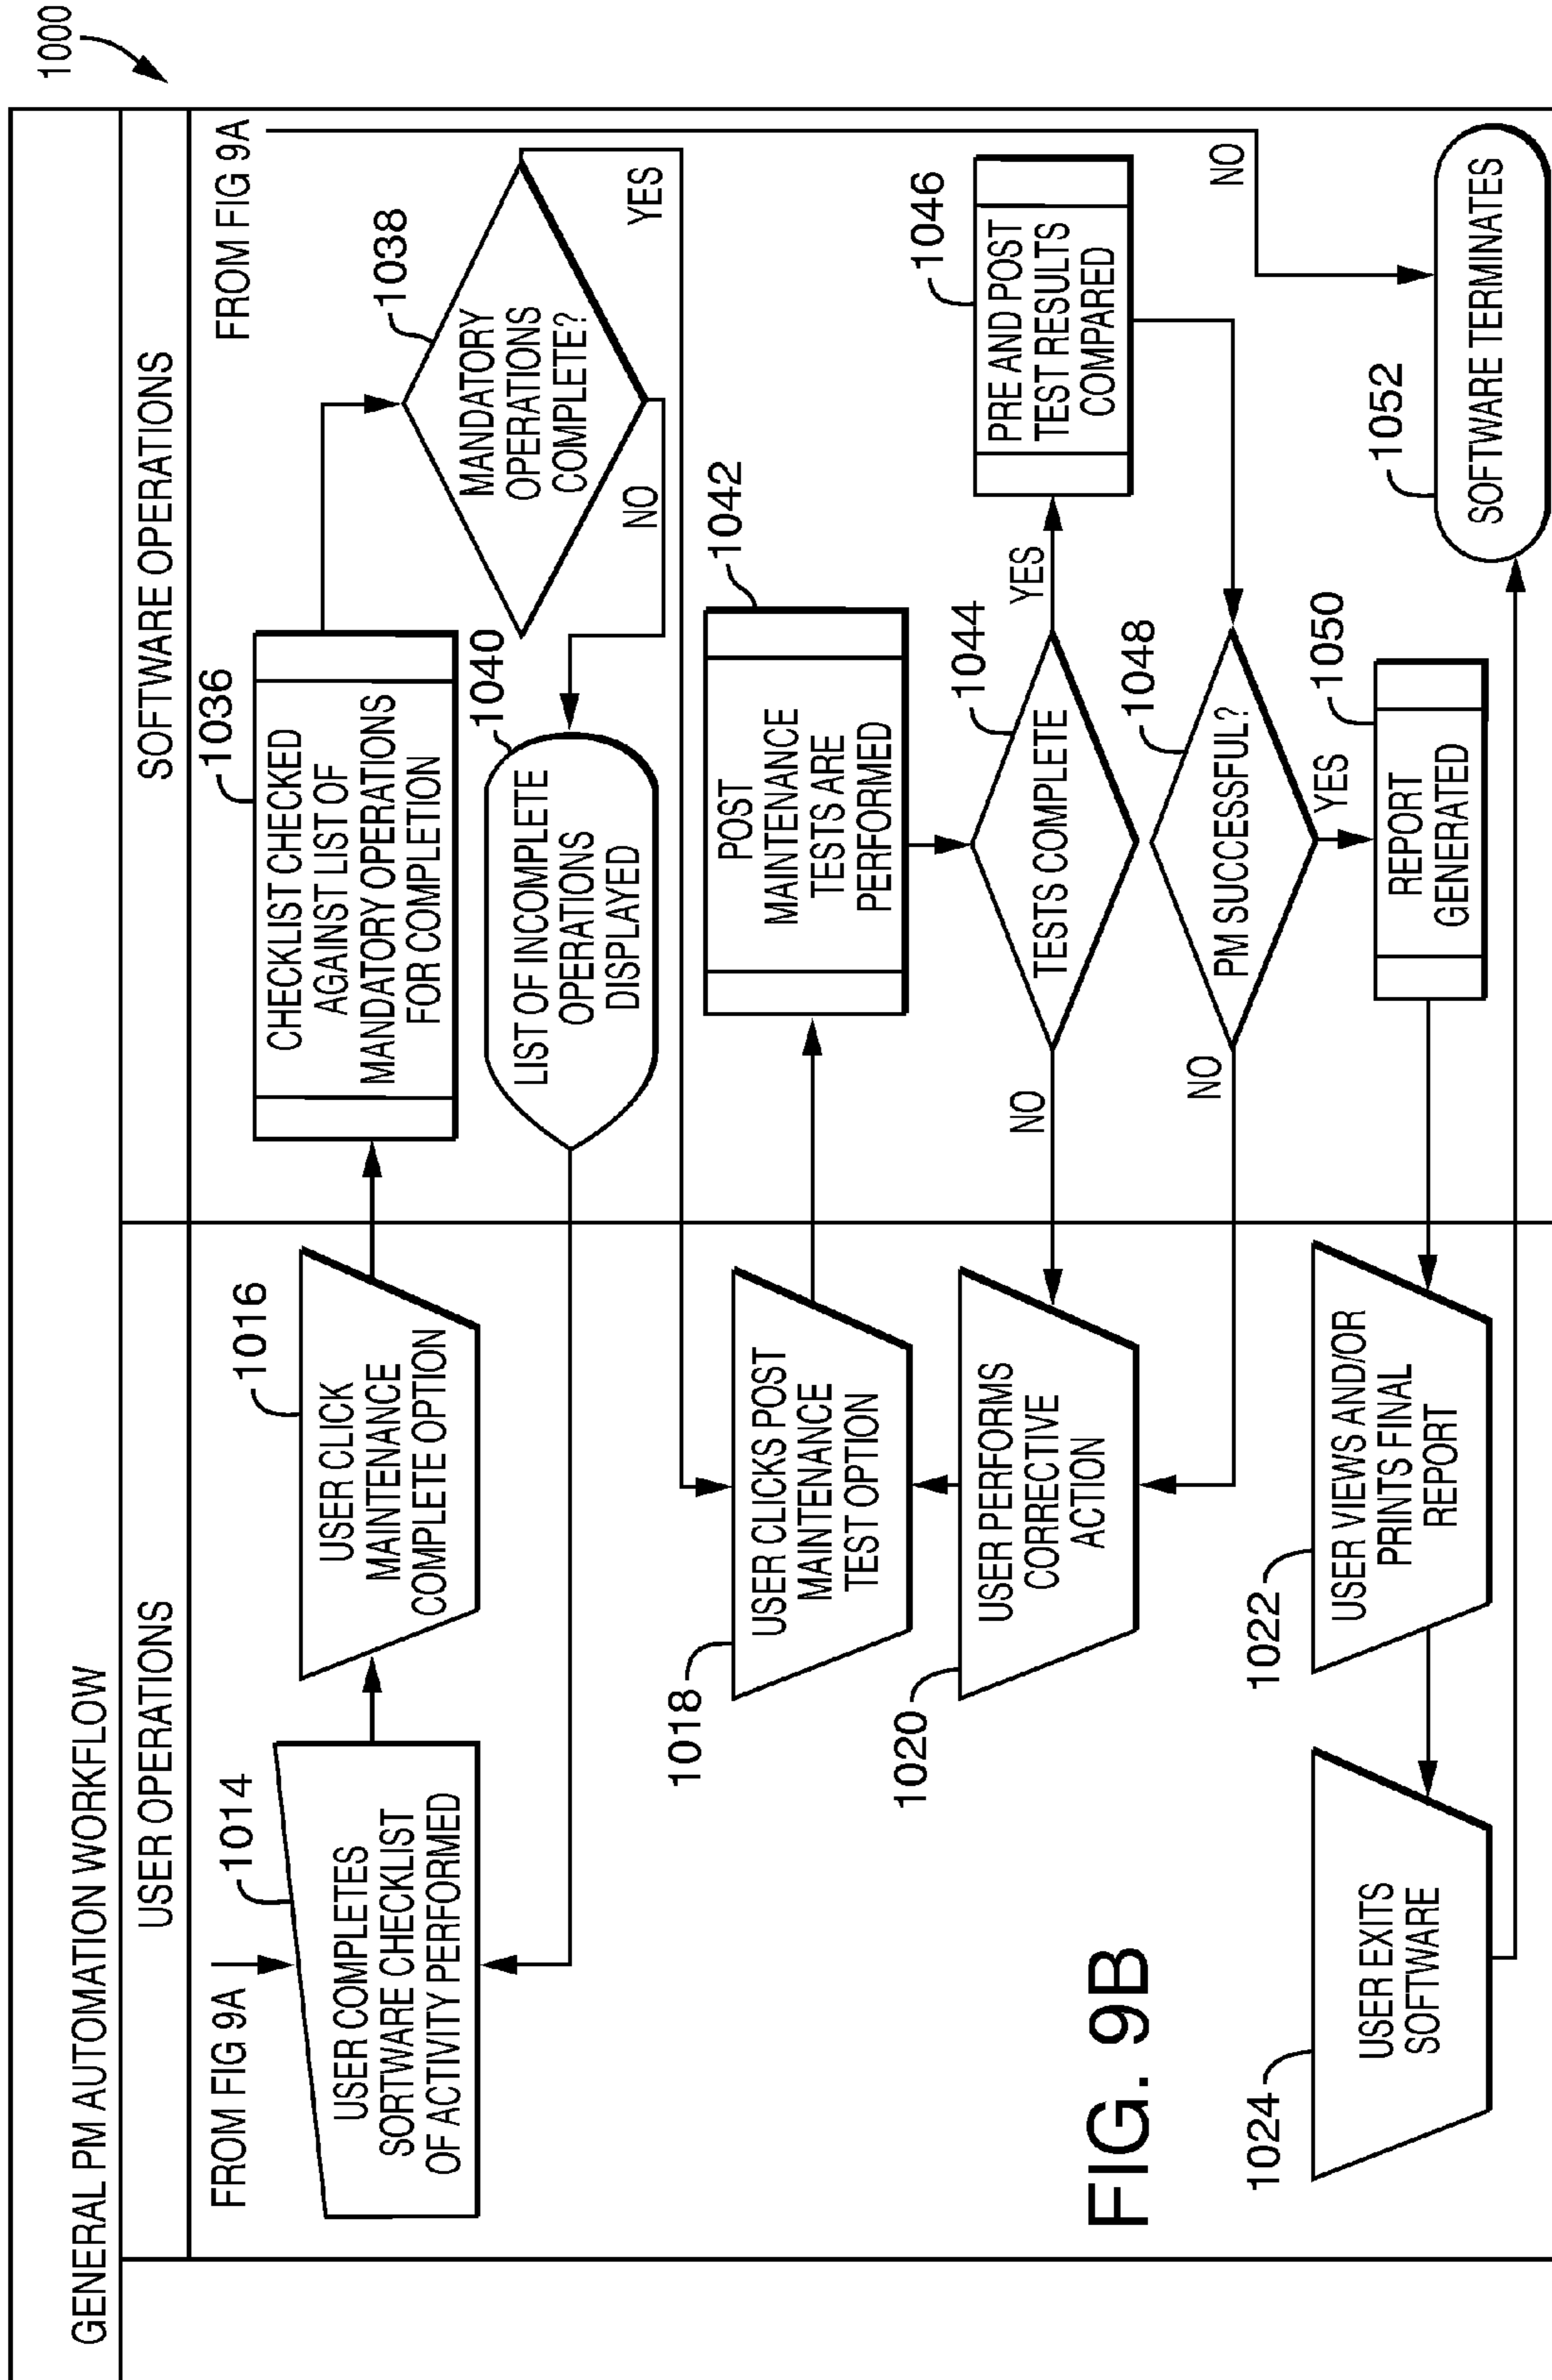 1000
GENERAL PM AUTOMATION WORKFLOW
USER OPERATIONS
SOFTWARE OPERATIONS
FROM FIG 9A
1014
USER COMPLETES
SORTWARE CHECKLIST
OF ACTIVITY PERFORMED
1016
USER CLICK
MAINTENANCE
COMPLETE OPTION
1036
CHECKLIST CHECKED
AGAINST LIST OF
MANDATORY OPERATIONS
FOR COMPLETION
FROM FIG 9A
1038
MANDATORY
OPERATIONS
COMPLETE?
YES
NO
1040
LIST OF INCOMPLETE
OPERATIONS
DISPLAYED
1018
USER CLICKS POST
MAINTENANCE
TEST OPTION
1042
POST
MAINTENANCE
TESTS ARE
PERFORMED
1020
USER PERFORMS
CORRECTIVE
ACTION
NO
1044
TESTS COMPLETE
YES
1046
PRE AND POST
TEST RESULTS
COMPARED
NO
1048
PM SUCCESSFUL?
NO
YES
1050
REPORT
GENERATED
1022
USER VIEWS AND/OR
PRINTS FINAL
REPORT
1024
USER EXITS
SOFTWARE
1052
SOFTWARE TERMINATES
FIG. 9B